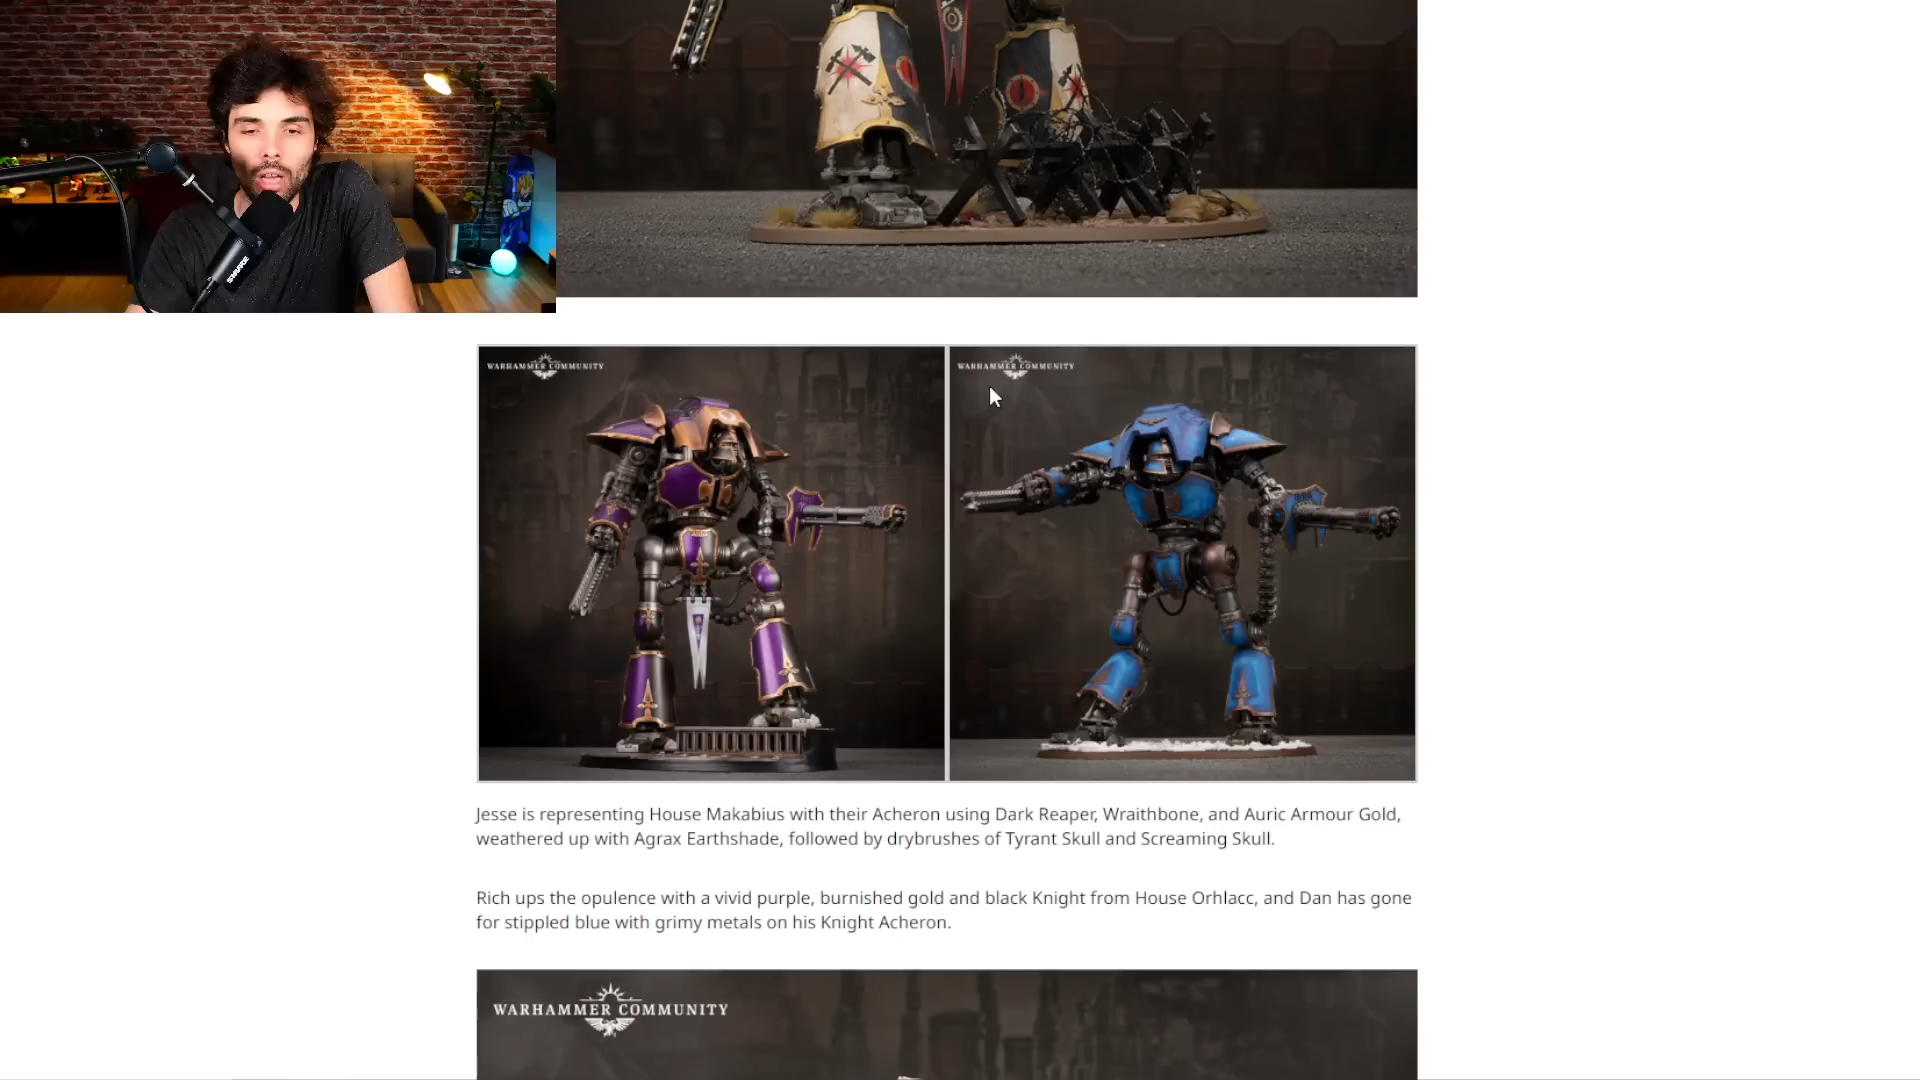 WARHAMMER COMMUNITY
WARHAMMER COMMUNITY
Jesse is representing House Makabius with their Acheron using Dark Reaper, Wraithbone, and Auric Armour Gold,
weathered up with Agrax Earthshade, followed by drybrushes of Tyrant Skull and Screaming Skull.
Rich ups the opulence with a vivid purple, burnished gold and black Knight from House Orhlacc, and Dan has gone
for stippled blue with grimy metals on his Knight Acheron.
WARHAMMER COMMUNITY